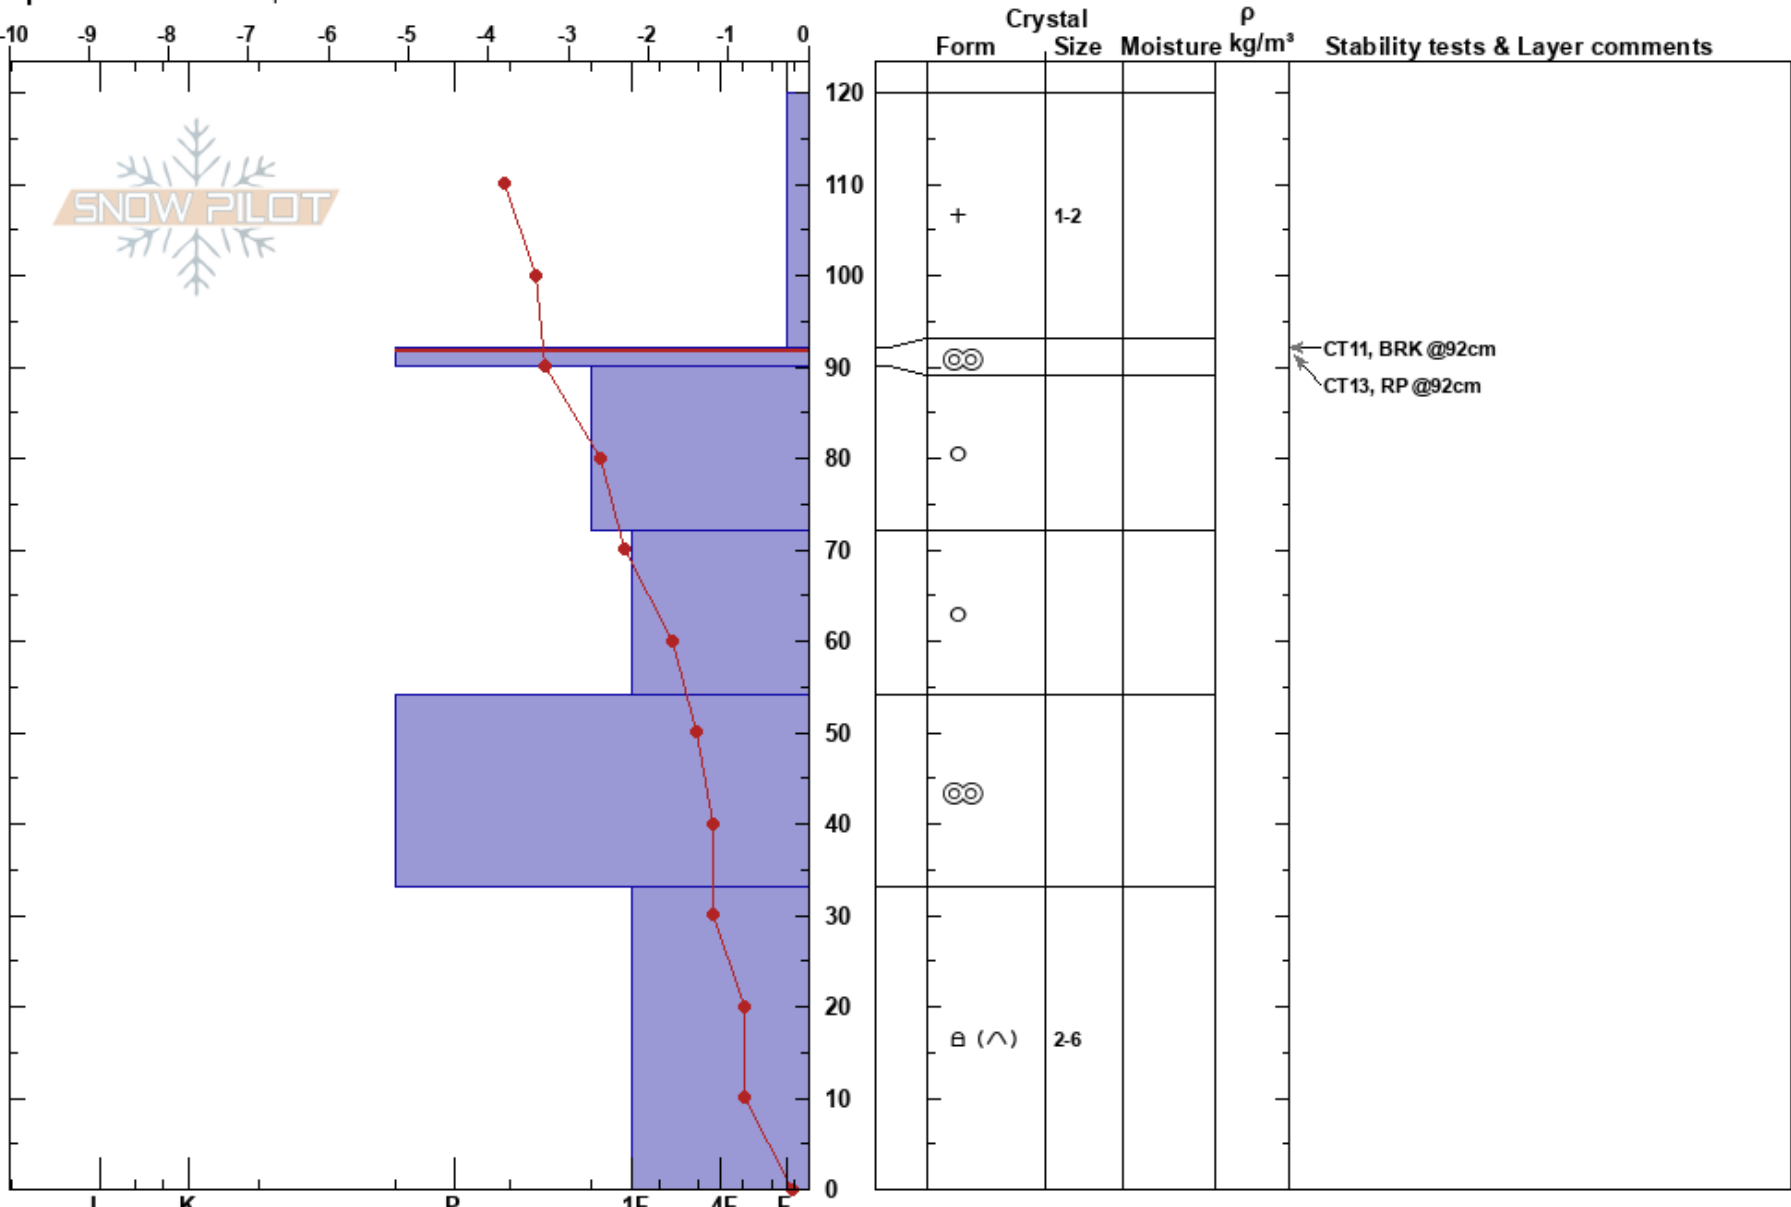 Crystal ρ
-10 -9 -8 -7 -6 -5 -4 -3 -2 -1 0 Form Size Moisture kg/m³ Stability tests & Layer comments
120
SNOW PILOT
110
+ 1-2
100
CT11, BRK @92cm
90
CT13, RP @92cm
80
70
60
50
40
30
20
(^) 2-6
10
0
I K P 1F 4F F